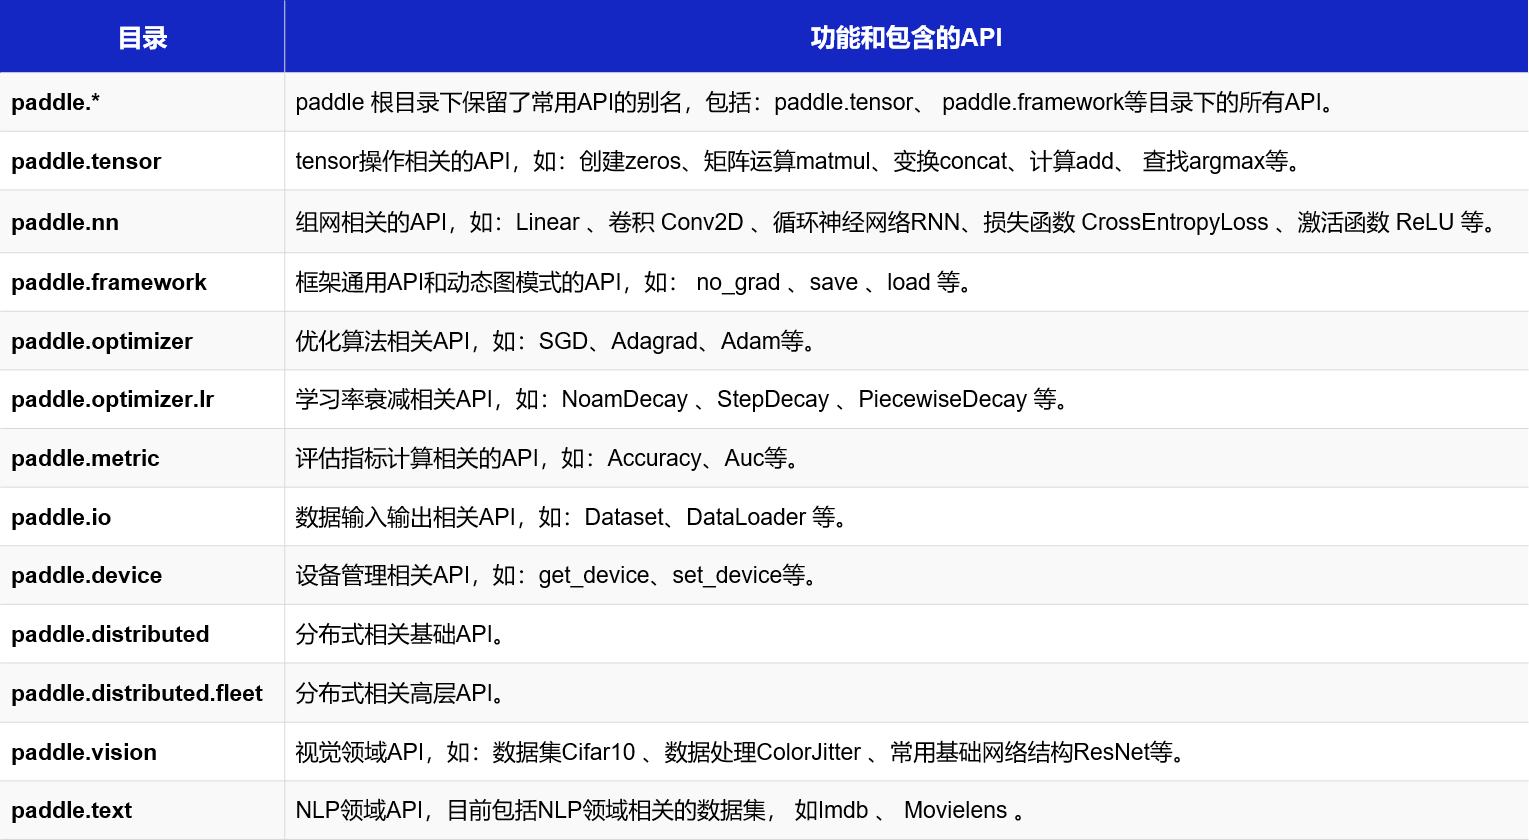 目录 功能和包含的API
paddle.* paddle 根目录下保留了常用API的别名，包括：paddle.tensor、 paddle.framework等目录下的所有API。
paddle.tensor tensor操作相关的API，如：创建zeros、矩阵运算matmul、变换concat、计算add、 查找argmax等。
paddle.nn 组网相关的API，如：Linear 、卷积 Conv2D 、循环神经网络RNN、损失函数 CrossEntropyLoss 、激活函数 ReLU 等。
paddle.framework 框架通用API和动态图模式的API，如： no_grad 、save 、load 等。
paddle.optimizer 优化算法相关API，如：SGD、Adagrad、Adam等。
paddle.optimizer.lr 学习率衰减相关API，如：NoamDecay 、StepDecay 、PiecewiseDecay 等。
paddle.metric 评估指标计算相关的API，如：Accuracy、Auc等。
paddle.io 数据输入输出相关API，如：Dataset、DataLoader 等。
paddle.device 设备管理相关API，如：get_device、set_device等。
paddle.distributed 分布式相关基础API。
paddle.distributed.fleet 分布式相关高层API。
paddle.vision 视觉领域API，如：数据集Cifar10 、数据处理ColorJitter 、常用基础网络结构ResNet等。
paddle.text NLP领域API，目前包括NLP领域相关的数据集， 如Imdb 、 Movielens 。